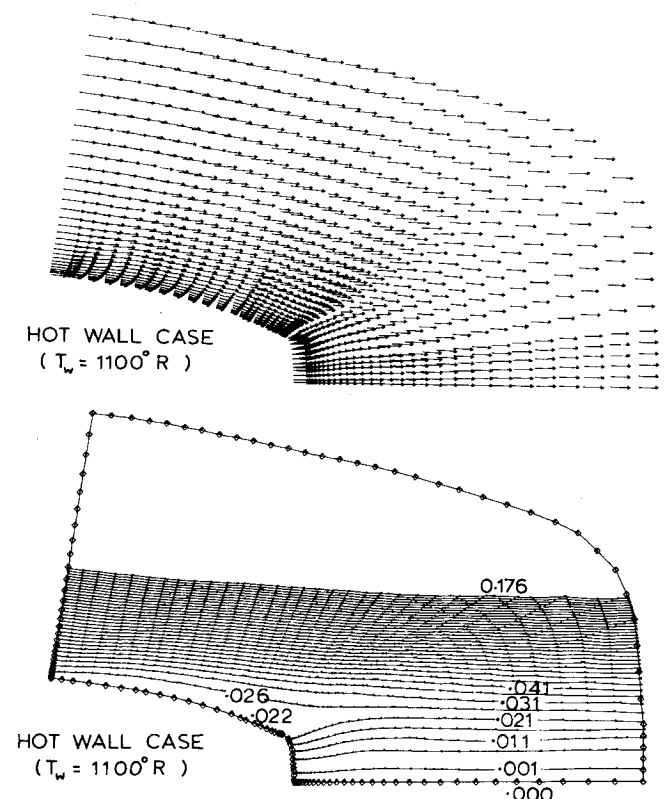 HOT WALL CASE
( Tw = 1100° R )
0.176
.026
.022
.041
.031
.021
.011
.001
.000
HOT WALL CASE
( Tw = 1100° R )